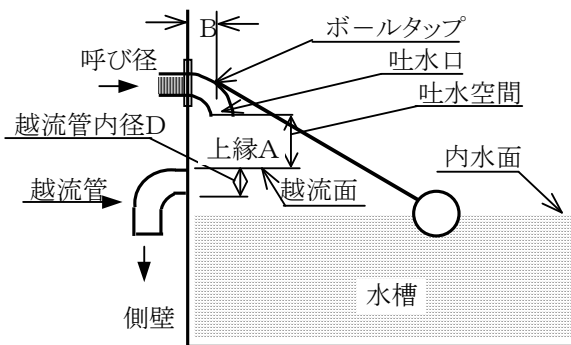 B
ボールタップ
呼び径
吐水口
吐水空間
越流管内径D
上縁A
内水面
越流管
越流面
水槽
側壁